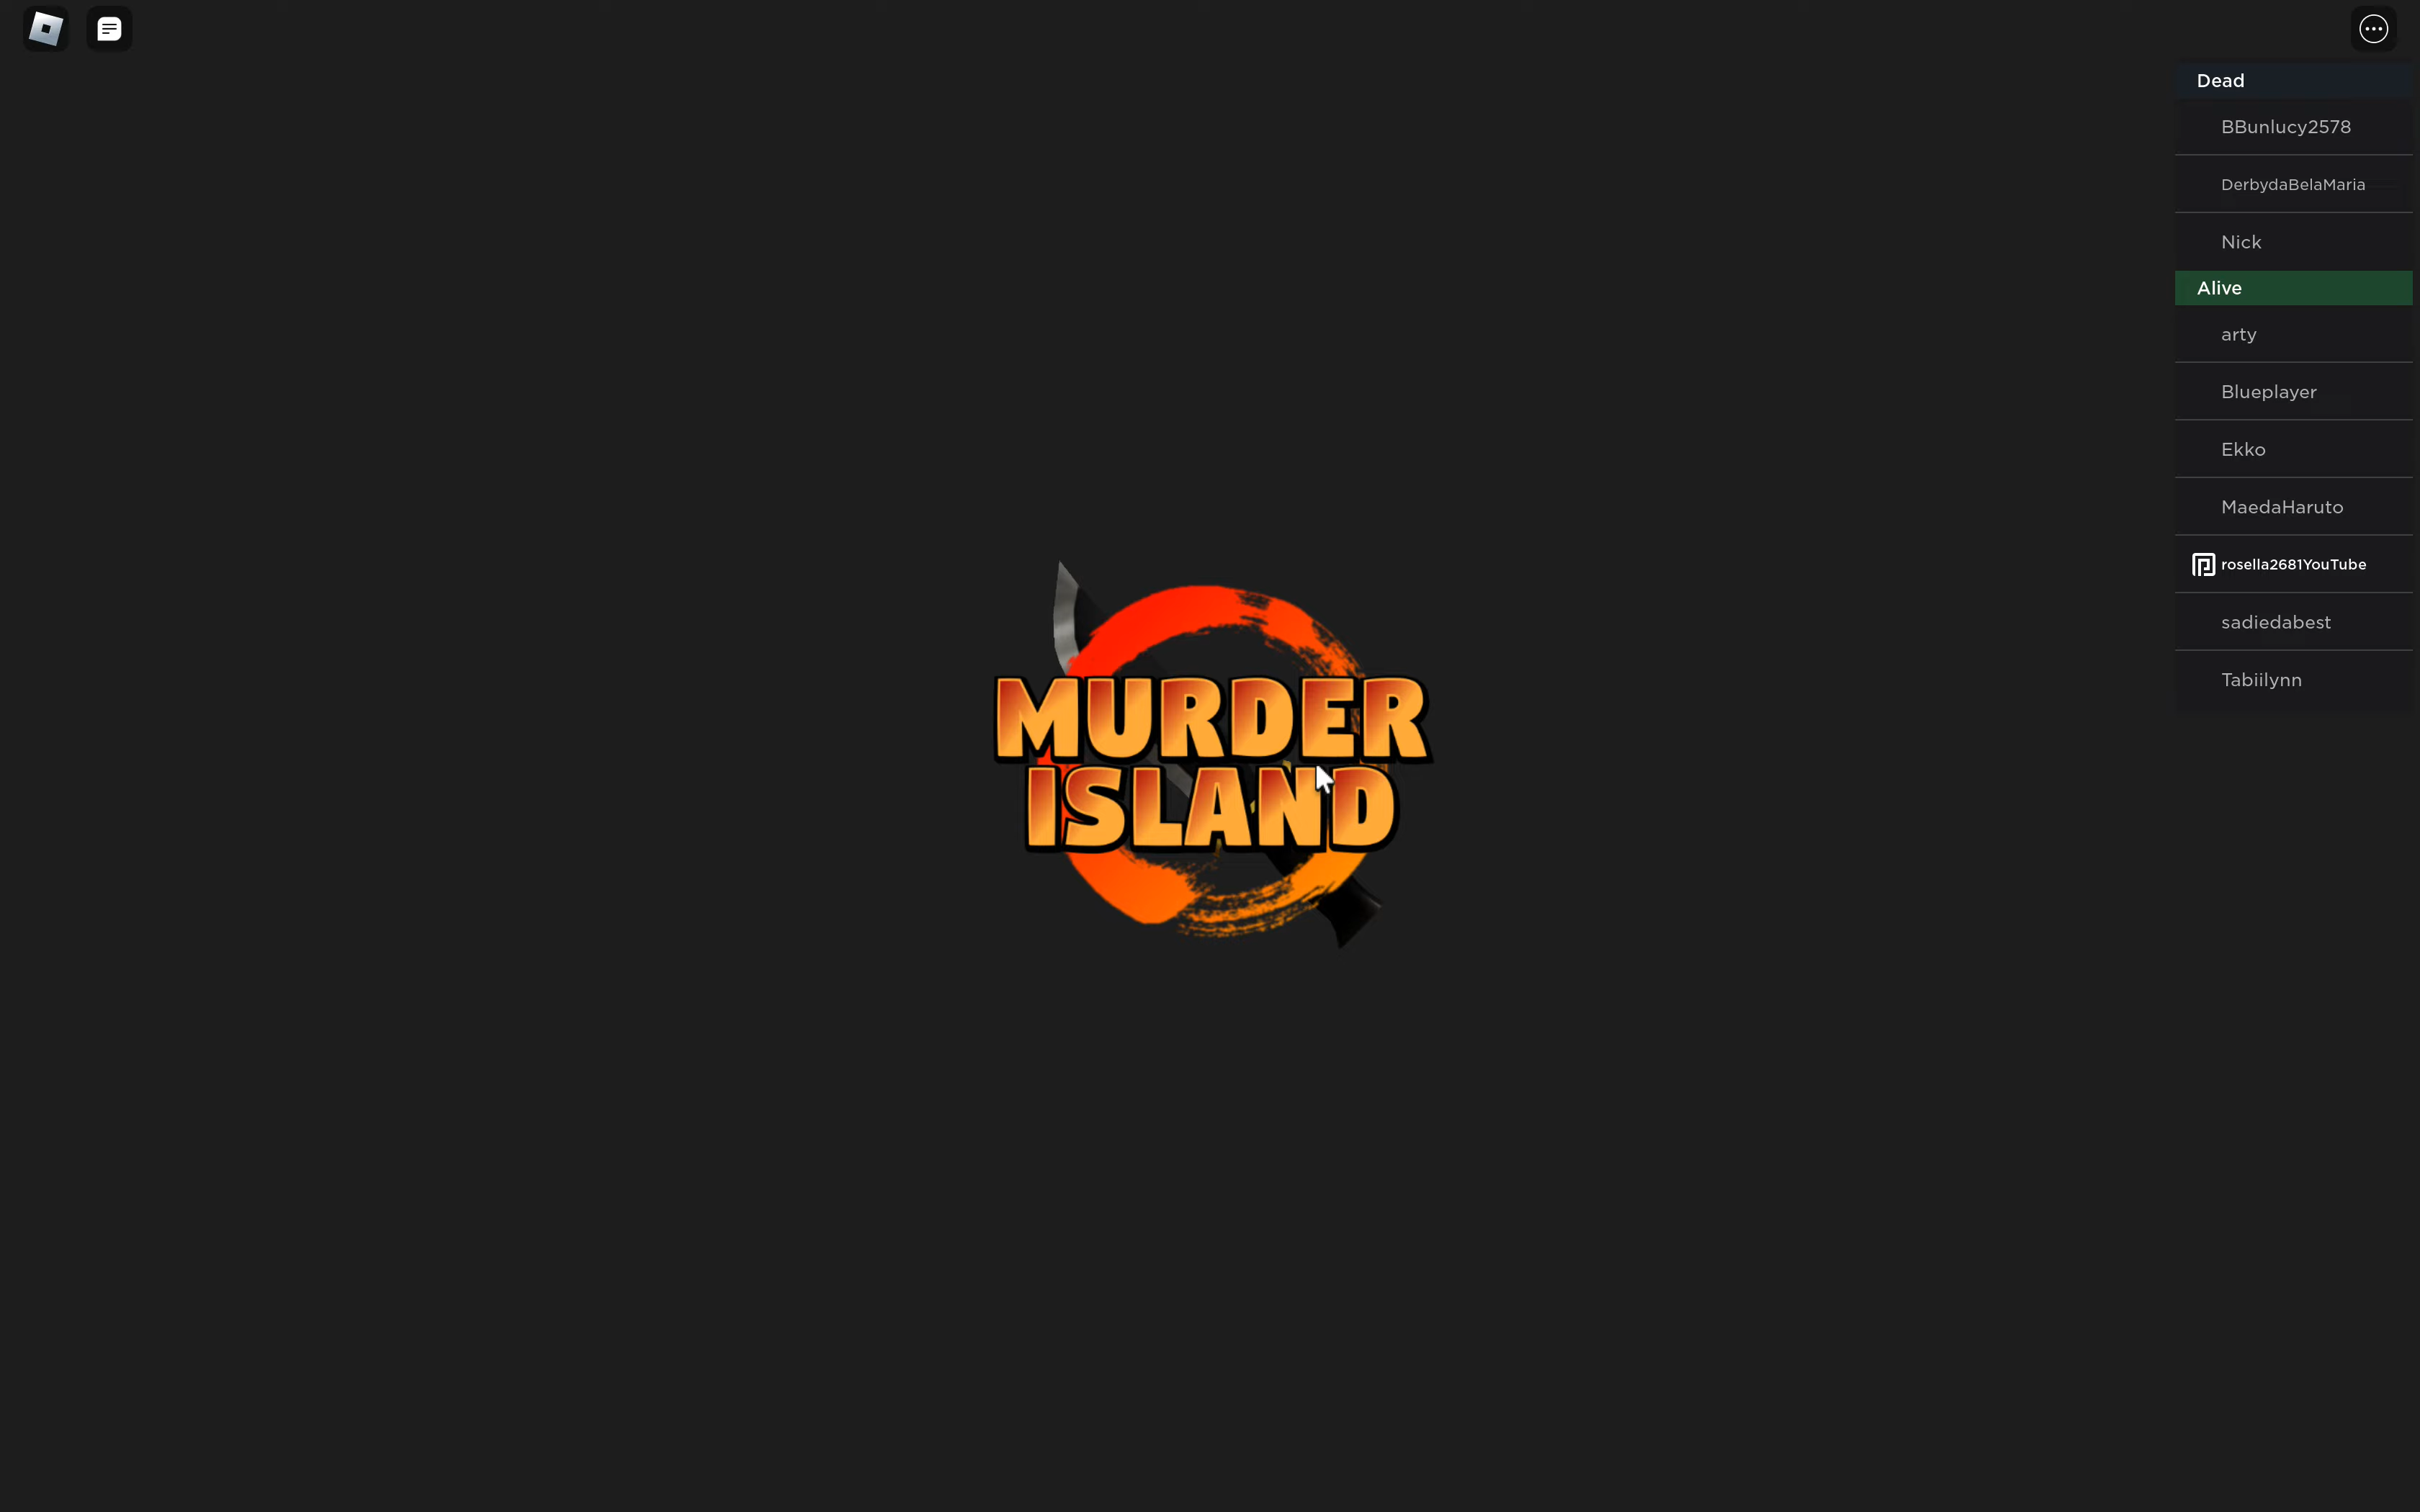 Dead
BBunlucy2578
DerbydaBelaMaria
Nick
Alive
arty
Blueplayer
Ekko
MaedaHaruto
rosella2681YouTube
sadiedabest
Tabiilynn
MURDER
ISLAND